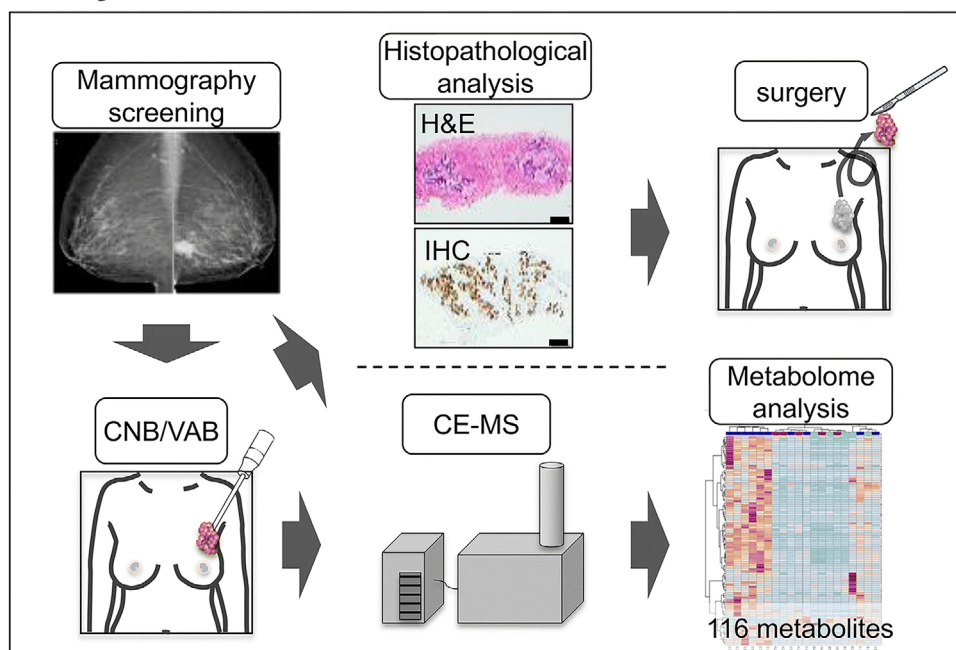 Mammography
screening
Histopathological
analysis
H&E
IHC
surgery
CNB/VAB
CE-MS
Metabolome
analysis
116 metabolites